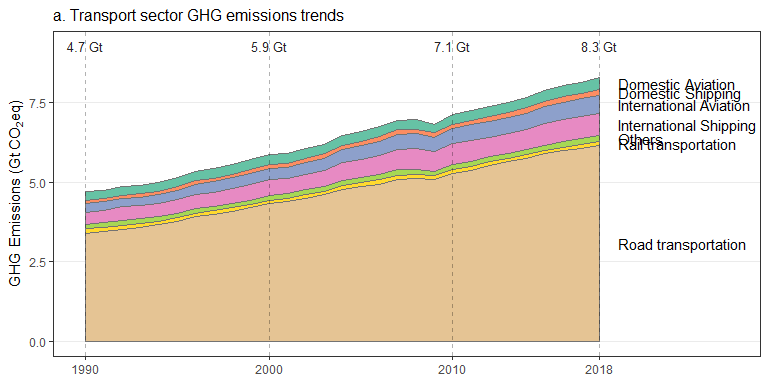 a. Transport sector GHG emissions trends
4.7 Gt
5.9 Gt
7.1 Gt
8.3 Gt
GHG Emissions (Gt CO₂eq)
7.5
5.0
2.5
0.0
Domestic Aviation
Domestic Shipping
International Aviation
International Shipping
Others
Rail transportation
Road transportation
1990
2000
2010
2018